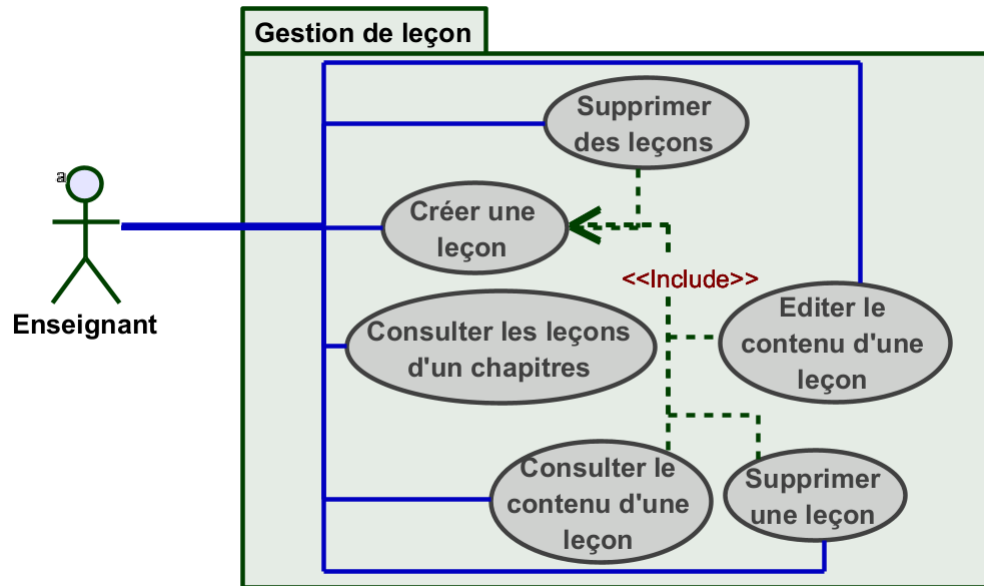 Gestion de leçon
Supprimer
des leçons
a
Créer une
leçon
<<Include>>
Enseignant
Consulter les leçons
d'un chapitres
Editer le
contenu d'une
leçon
Consulter le
contenu d'une
leçon
Supprimer
une leçon